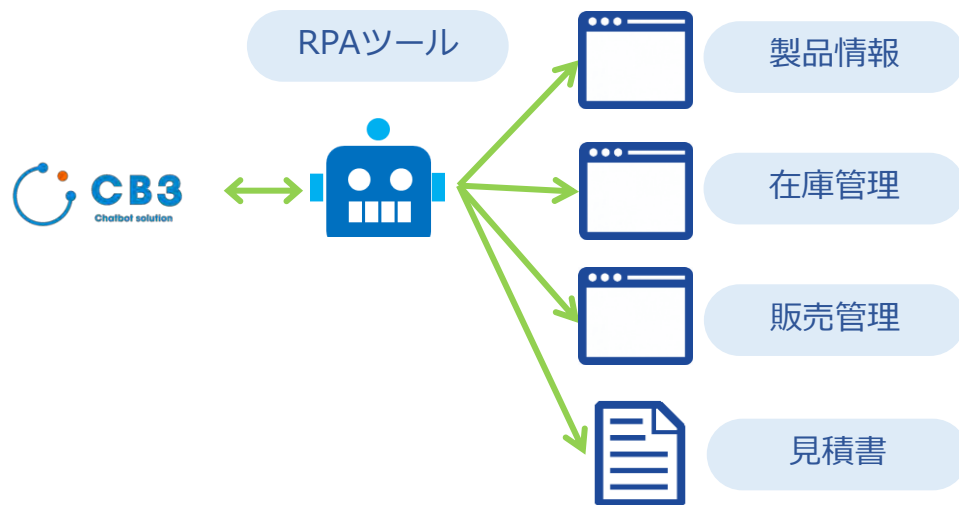 RPAツール
CB3
Chatbot solution
製品情報
在庫管理
販売管理
見積書